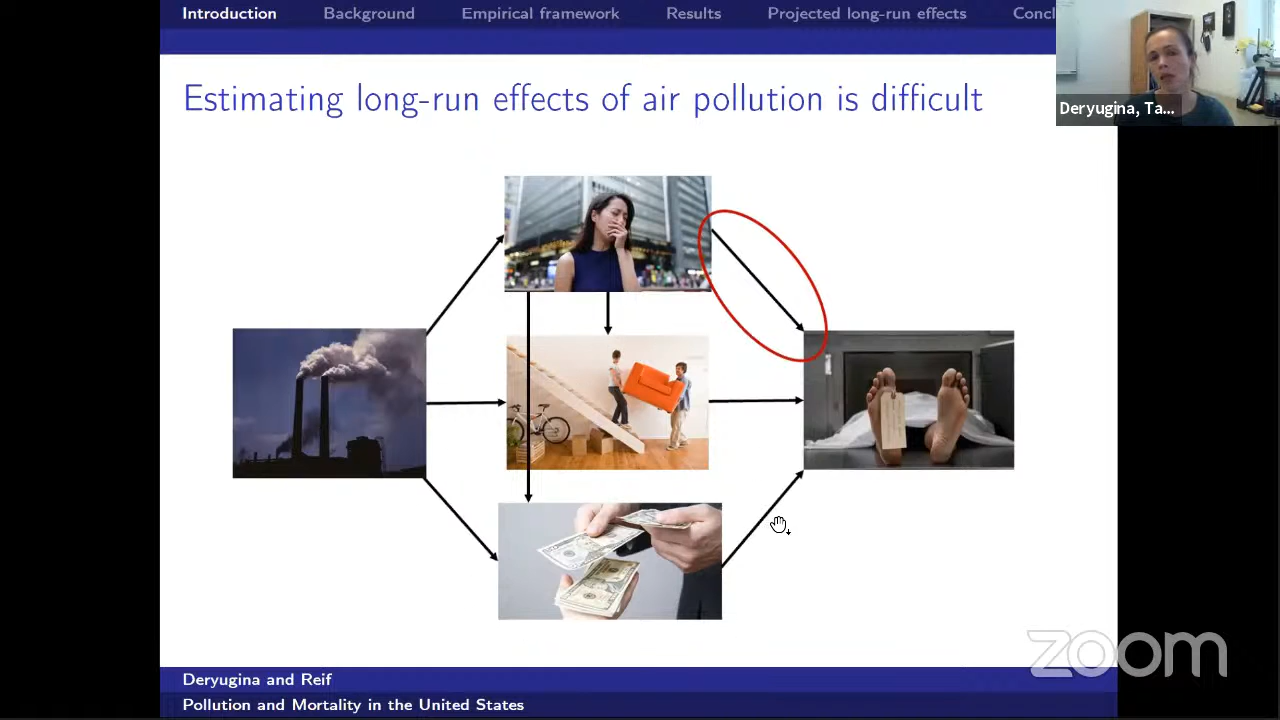 Introduction Background Empirical framework Results Projected long-run effects Concl
Deryugina, Ta...
Estimating long-run effects of air pollution is difficult
zoom
Deryugina and Reif
Pollution and Mortality in the United States